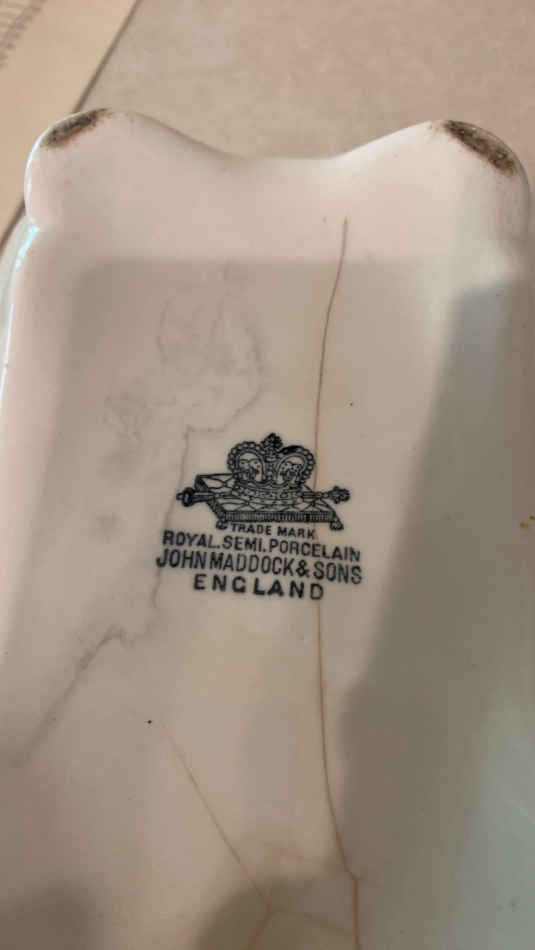 TRADE MARK
ROYAL.SEMI.PORCELAIN
JOHN MADDOCK & SONS
ENGLAND